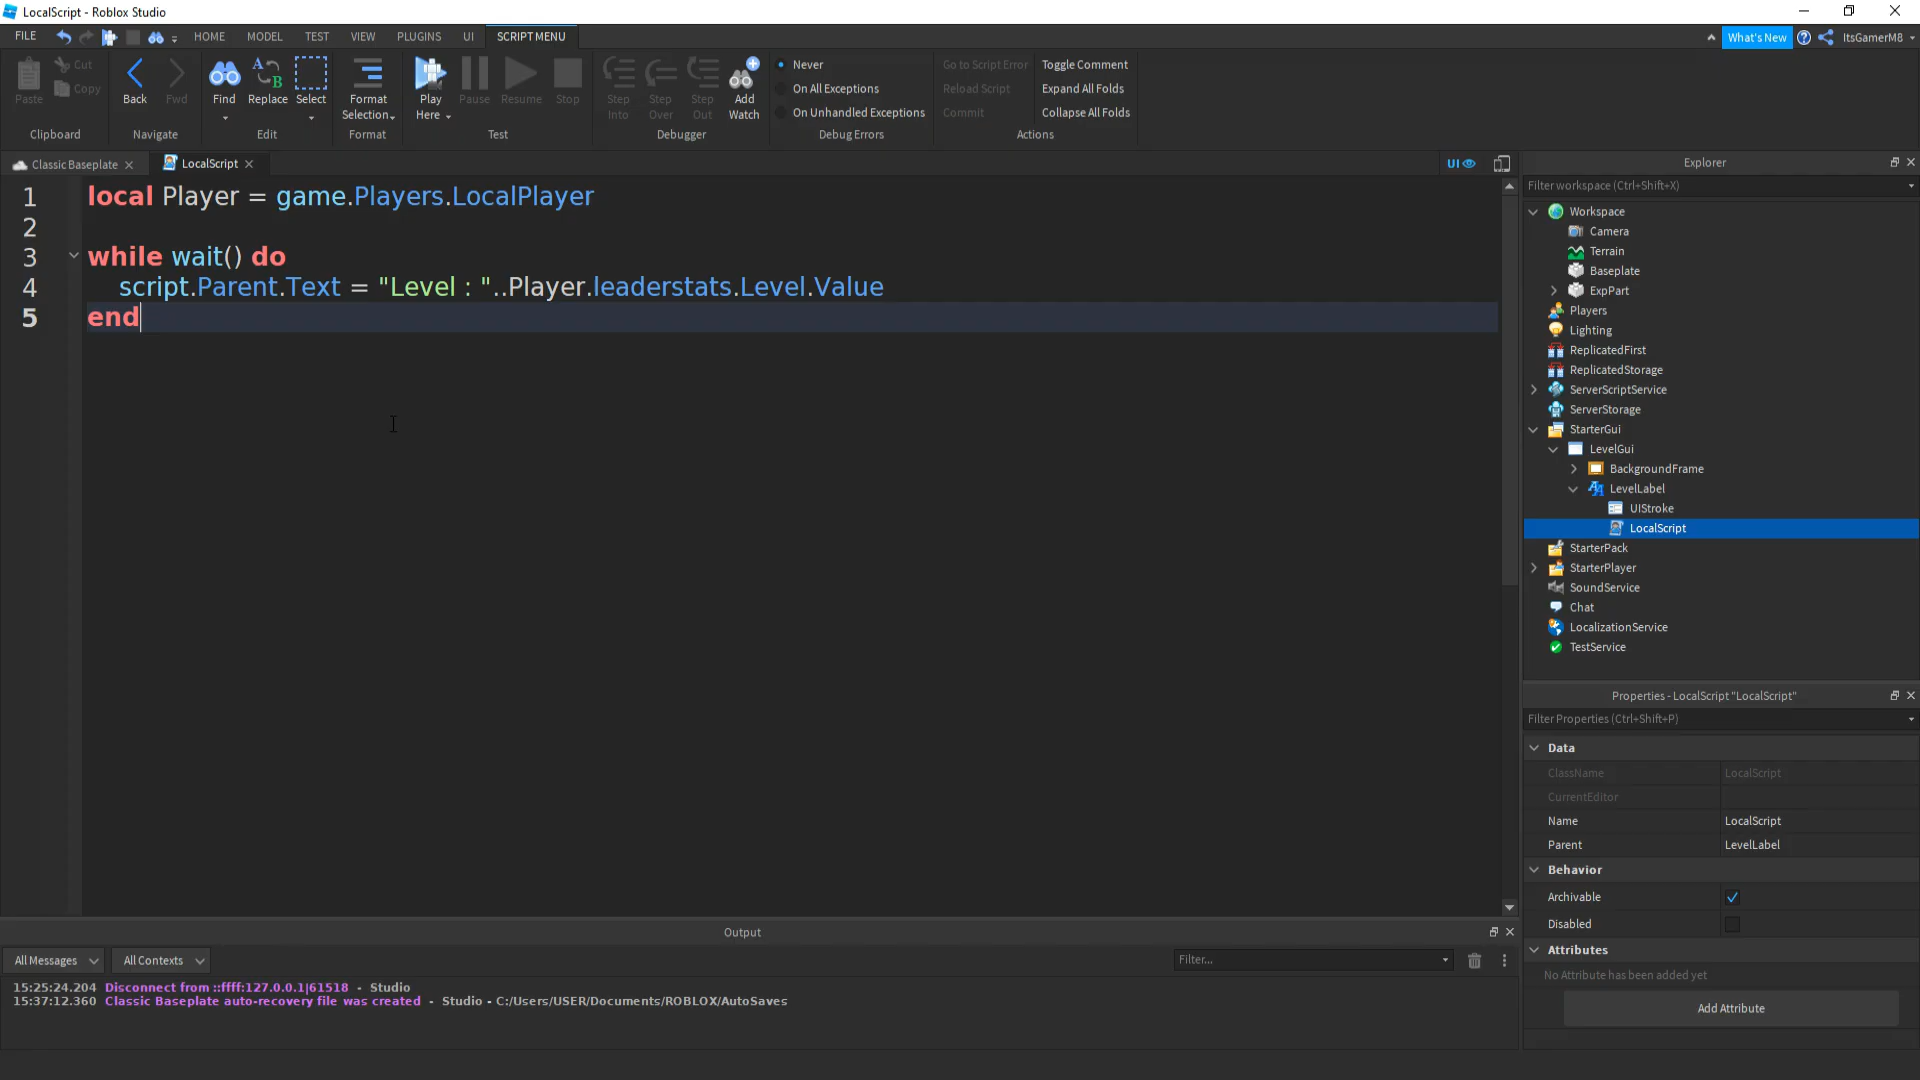 LocalScript - Roblox Studio
FILE HOME MODEL TEST VIEW PLUGINS UI SCRIPT MENU What's New ItsGamerM8
Paste Cut Copy
Clipboard
Back Fwd
Navigate
Find Replace Select
Edit
Format Selection
Format
Play Here Pause Resume Stop
Test
Step Into Step Over Step Out Add Watch
Debugger
Never
On All Exceptions
On Unhandled Exceptions
Debug Errors
Go to Script Error Toggle Comment
Reload Script Expand All Folds
Commit Collapse All Folds
Actions
Classic Baseplate LocalScript UI
1 local Player = game.Players.LocalPlayer
2
3 while wait() do
4 script.Parent.Text = "Level : "..Player.leaderstats.Level.Value
5 end
Explorer
Filter workspace (Ctrl+Shift+X)
Workspace
Camera
Terrain
Baseplate
ExpPart
Players
Lighting
ReplicatedFirst
ReplicatedStorage
ServerScriptService
ServerStorage
StarterGui
LevelGui
BackgroundFrame
LevelLabel
UIStroke
LocalScript
StarterPack
StarterPlayer
SoundService
Chat
LocalizationService
TestService
Properties - LocalScript "LocalScript"
Filter Properties (Ctrl+Shift+P)
Data
ClassName LocalScript
CurrentEditor
Name LocalScript
Parent LevelLabel
Behavior
Archivable
Disabled
Attributes
No Attribute has been added yet
Add Attribute
Output
All Messages All Contexts Filter...
15:25:24.204 Disconnect from ::ffff:127.0.0.1|61518 - Studio
15:37:12.360 Classic Baseplate auto-recovery file was created - Studio - C:/Users/USER/Documents/ROBLOX/AutoSaves